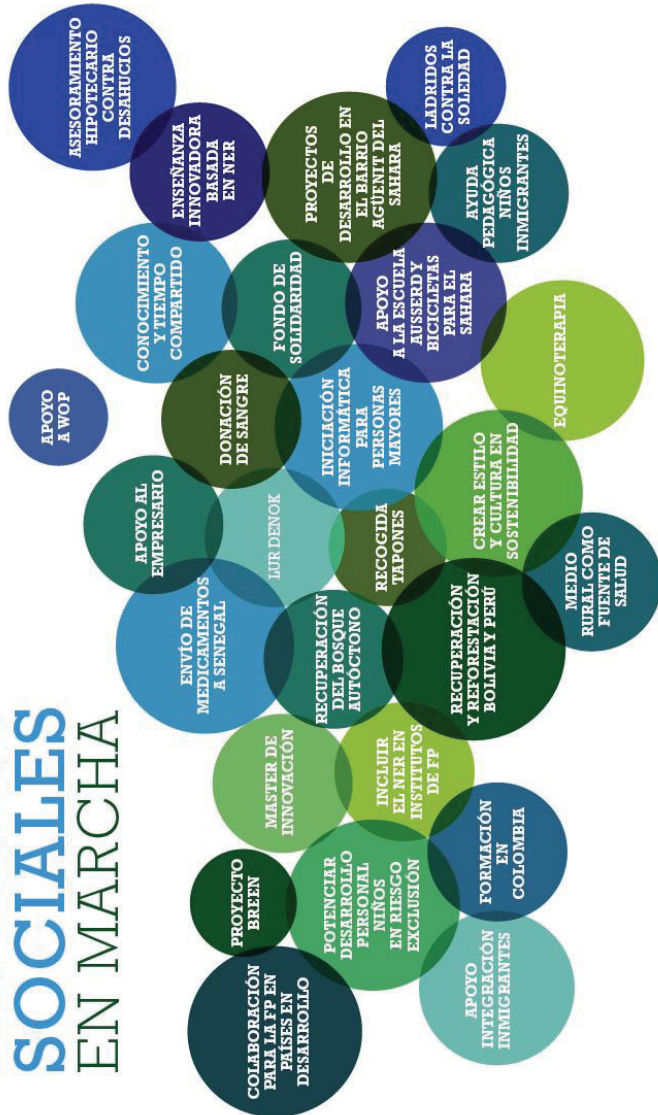 SOCIALES
EN MARCHA
COLABORACIÓN
PARA LA FP EN
PAÍSES EN
DESARROLLO
PROYECTO
BREEN
POTENCIAR
DESARROLLO
PERSONAL
NIÑOS
EN RIESGO
EXCLUSIÓN
APOYO
INTEGRACIÓN
INMIGRANTES
FORMACIÓN
EN
COLOMBIA
MASTER DE
INNOVACIÓN
INCLUIR
EL NER EN
INSTITUTOS
DE FP
ENVÍO DE
MEDICAMENTOS
A SENEGAL
RECUPERACIÓN
DEL BOSQUE
AUTÓCTONO
RECUPERACIÓN
Y REFORESTACIÓN
BOLIVIA Y PERÚ
MEDIO
RURAL COMO
FUENTE DE
SALUD
APOYO AL
EMPRESARIO
LUR DENOK
RECOGIDA
TAPONES
CREAR ESTILO
Y CULTURA EN
SOSTENIBILIDAD
APOYO
A WOP
DONACIÓN
DE SANGRE
INICIACIÓN
INFORMÁTICA
PARA
PERSONAS
MAYORES
EQUINOTERAPIA
CONOCIMIENTO
Y TIEMPO
COMPARTIDO
FONDO DE
SOLIDARIDAD
APOYO
A LA ESCUELA
AUSSERD Y
BICICLETAS
PARA EL
SAHARA
ASESORAMIENTO
HIPOTECARIO
CONTRA
DESAHUCIOS
ENSEÑANZA
INNOVADORA
BASADA
EN NER
PROYECTOS
DE
DESARROLLO EN
EL BARRIO
AGÜENIT DEL
SAHARA
AYUDA
PEDAGÓGICA
NIÑOS
INMIGRANTES
LADRIDOS
CONTRA LA
SOLEDAD